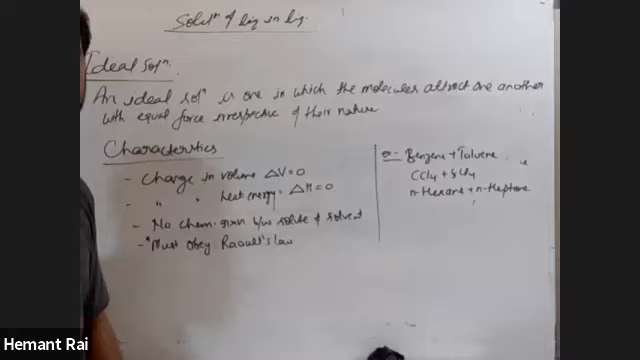 Solⁿ of liq in liq.
Ideal Solⁿ.
An ideal solⁿ is one in which the molecules attract one another
with equal force irrespective of their nature
Characteristics
- Change in volume ΔV=0
- " " heat energy = ΔH=0
- No chem. rxn b/w solute & solvent
- *Must obey Raoult's law
ex- Benzene + Toluene
CCl4 + SiCl4
n-Hexane + n-Heptane
Hemant Rai